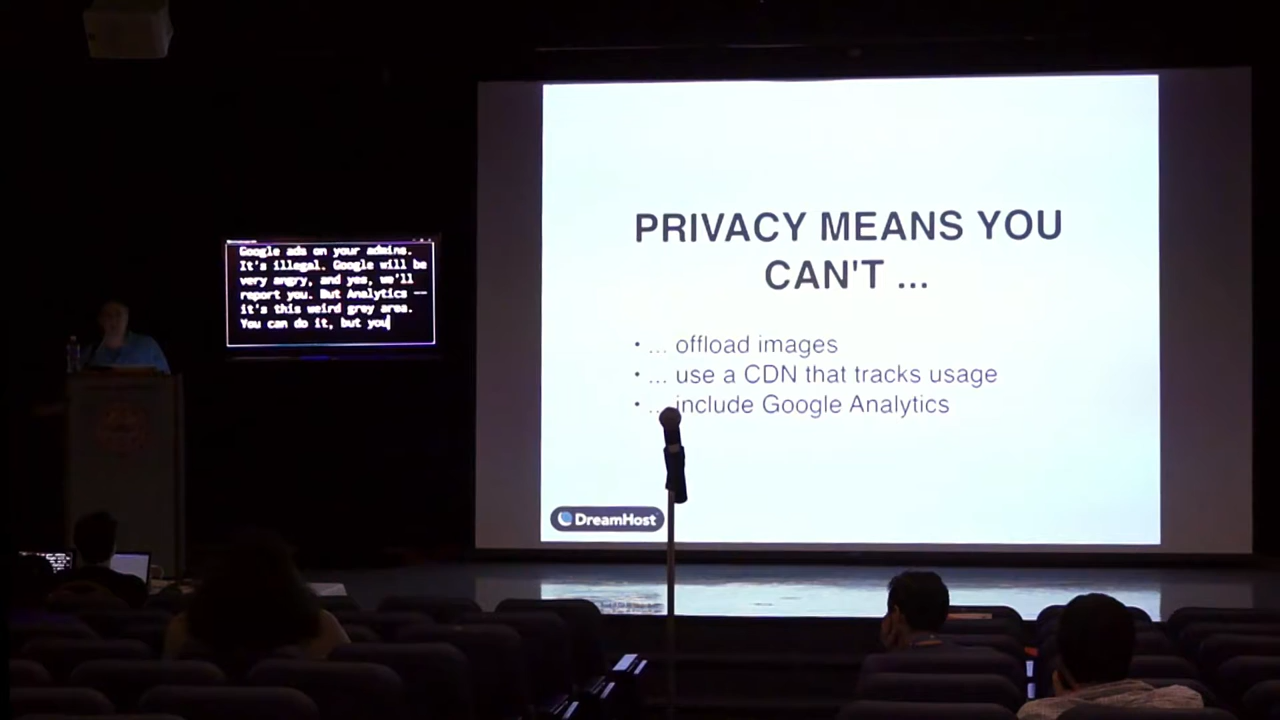 Google ads on your admins.
It's illegal. Google will be
very angry, and yes, we'll
report you. But Analytics --
it's this weird grey area.
You can do it, but you
PRIVACY MEANS YOU
CAN'T ...
• ... offload images
• ... use a CDN that tracks usage
• ... include Google Analytics
DreamHost